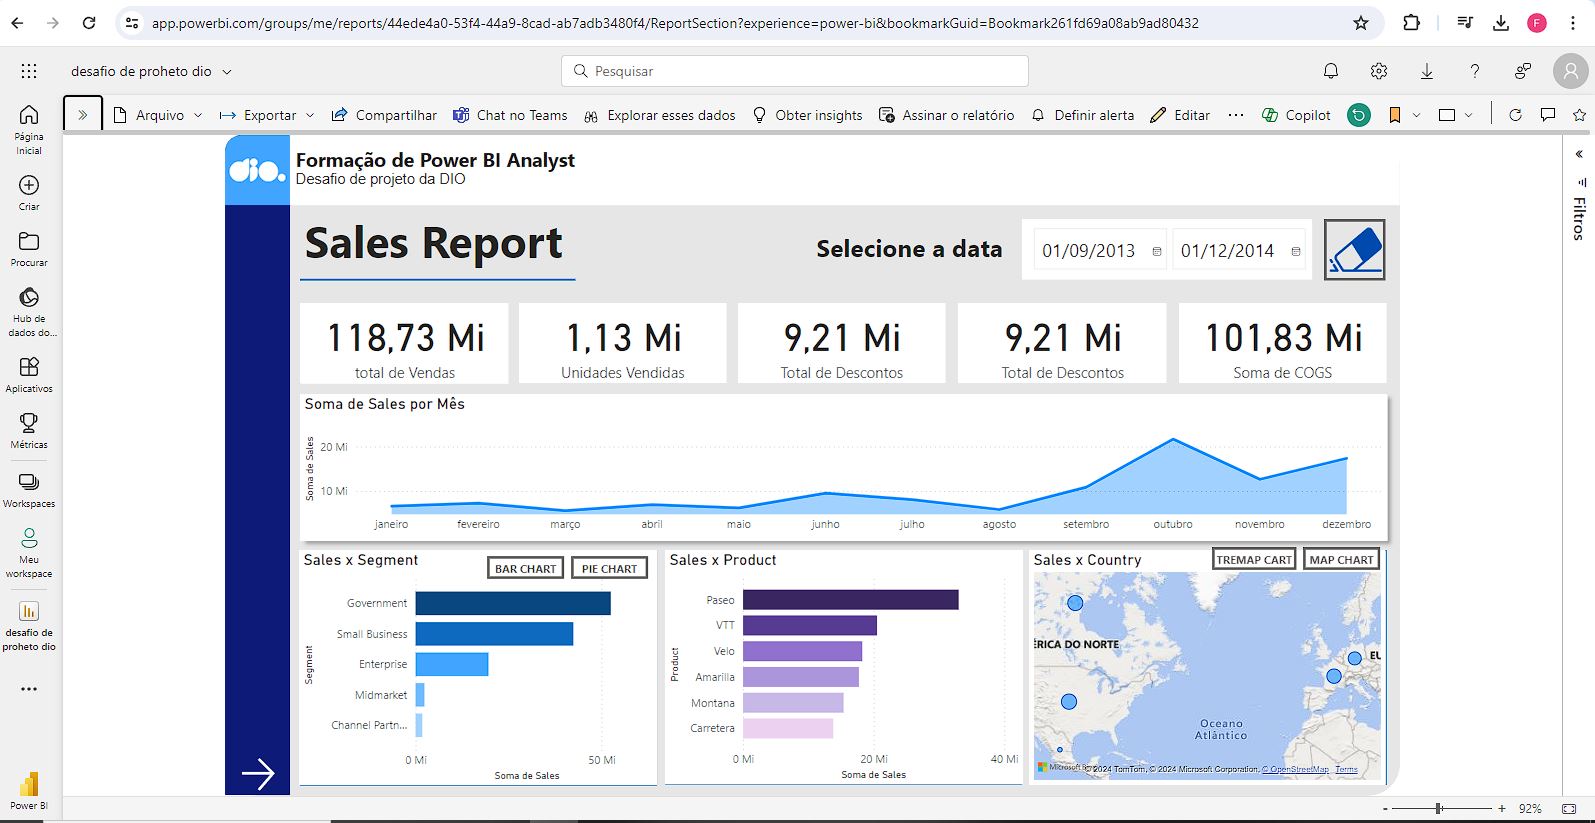 app.powerbi.com/groups/me/reports/44ede4a0-53f4-44a9-8cad-ab7adb3480f4/ReportSection?experience=power-bi&bookmarkGuid=Bookmark261fd69a08ab9ad80432
F
desafio de proheto dio
Pesquisar
Arquivo
Exportar
Compartilhar
Chat no Teams
Explorar esses dados
Obter insights
Assinar o relatório
Definir alerta
Editar
Copilot
Página
Inicial
Criar
Procurar
Hub de
dados do...
Aplicativos
Métricas
Workspaces
Meu
workspace
desafio de
proheto dio
Power BI
dio.
Formação de Power BI Analyst
Desafio de projeto da DIO
Filtros
Sales Report
Selecione a data
01/09/2013
01/12/2014
118,73 Mi
total de Vendas
1,13 Mi
Unidades Vendidas
9,21 Mi
Total de Descontos
9,21 Mi
Total de Descontos
101,83 Mi
Soma de COGS
Soma de Sales por Mês
Soma de Sales
20 Mi
10 Mi
janeiro
fevereiro
março
abril
maio
junho
julho
agosto
setembro
outubro
novembro
dezembro
Sales x Segment
BAR CHART
PIE CHART
Segment
Government
Small Business
Enterprise
Midmarket
Channel Partn...
0 Mi
50 Mi
Soma de Sales
Sales x Product
Product
Paseo
VTT
Velo
Amarilla
Montana
Carretera
0 Mi
20 Mi
40 Mi
Soma de Sales
Sales x Country
TREMAP CART
MAP CHART
ÉRICA DO NORTE
EU
Oceano
Atlântico
Microsoft B
© 2024 TomTom, © 2024 Microsoft Corporation, © OpenStreetMap Terms
92%